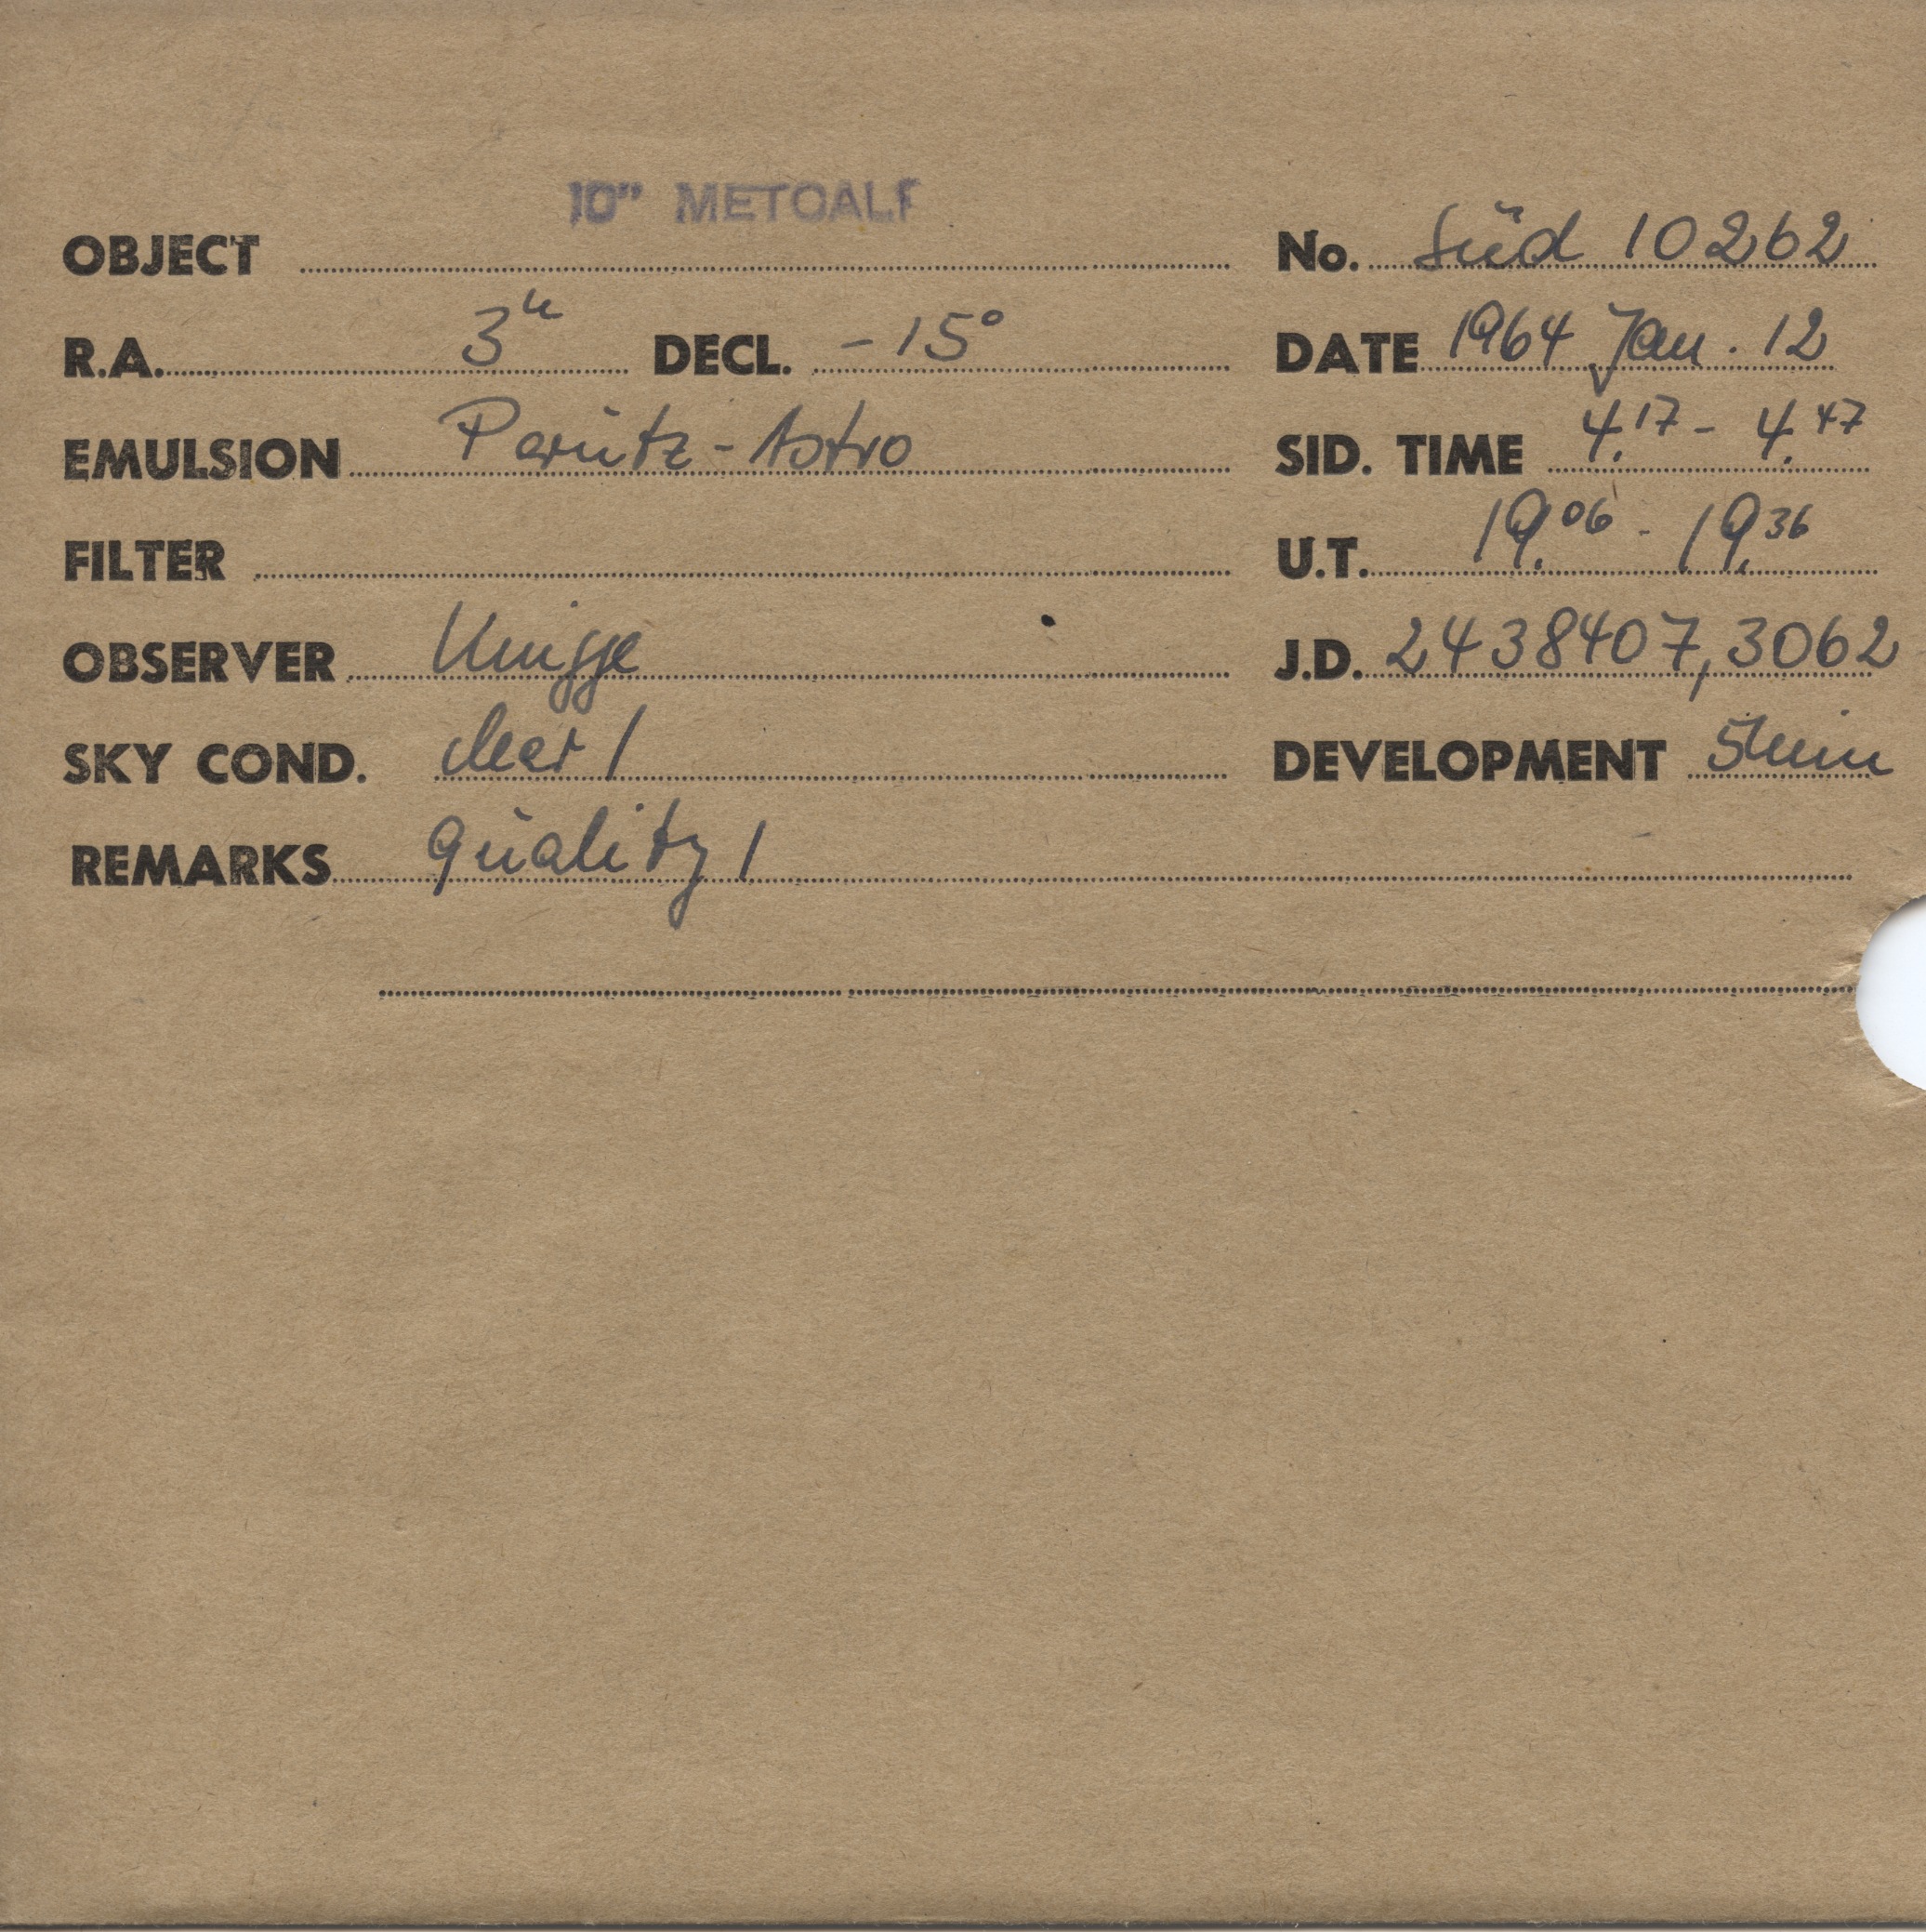 10" METCALF
OBJECT No. Süd 10262
R.A. 3h DECL. -15° DATE 1964 Jan. 12
EMULSION Perutz-Astro SID. TIME 4.17 - 4.47
FILTER U.T. 19.06 - 19.36
OBSERVER J.D. 2438407,3062
SKY COND. clear 1 DEVELOPMENT 5 min
REMARKS quality 1